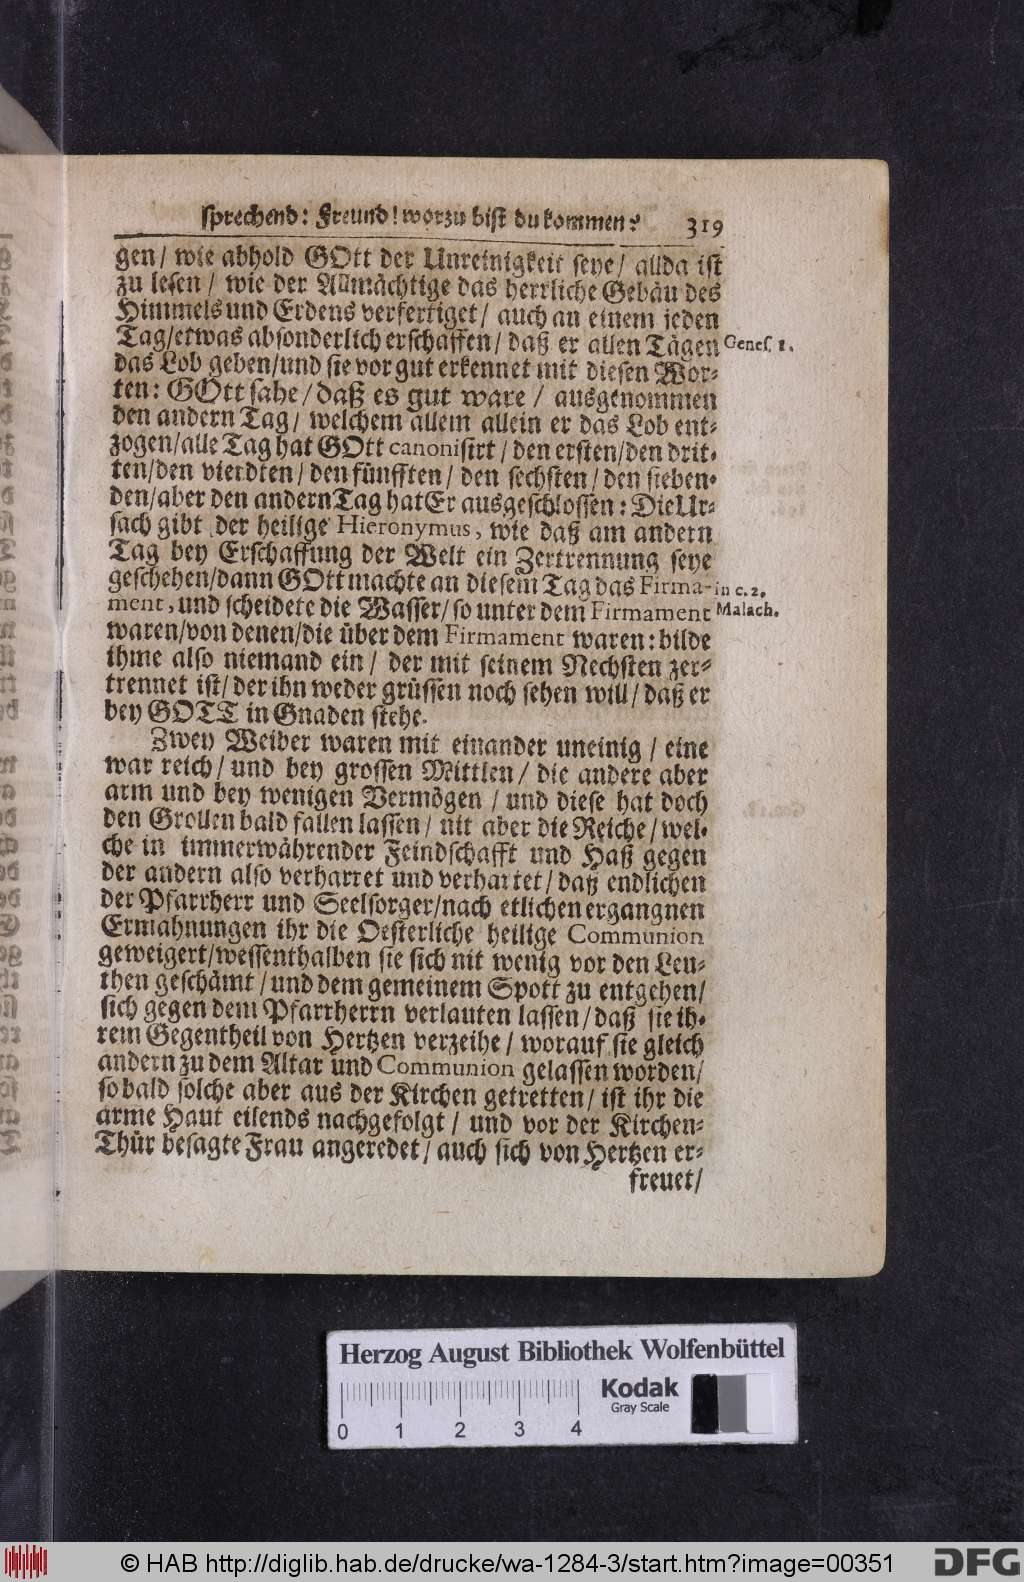 sprechend: Freund! worzu bist du kommen? 319
gen/ wie abhold GOtt der Unreinigkeit seye/ allda ist
zu lesen/ wie der Allmächtige das herrliche Gebäu des
Himmels und Erdens verfertiget/ auch an einem jeden
Tag/etwas absonderlich erschaffen/ daß er allen Tägen Genes. 1.
das Lob geben/und sie vor gut erkennet mit diesen Wor-
ten: GOtt sahe/daß es gut ware/ ausgenommen
den andern Tag/ welchem allem allein er das Lob ent-
zogen/alle Tag hat GOtt canonisirt/den ersten/den drit-
ten/den vierdten/den fünfften/den sechsten/den sieben-
den/aber den andern Tag hat Er ausgeschlossen: Die Ur-
sach gibt der heilige Hieronymus, wie daß am andern
Tag bey Erschaffung der Welt ein Zertrennung seye
geschehen/dann GOtt machte an diesem Tag das Firma- in c. 2.
ment, und scheidete die Wasser/so unter dem Firmament Malach.
waren/von denen/die über dem Firmament waren: bilde
ihme also niemand ein/ der mit seinem Nechsten zer-
trennet ist/der ihn weder grüssen noch sehen will/daß er
bey GOTT in Gnaden stehe.
Zwey Weiber waren mit einander uneinig/ eine
war reich/und bey grossen Mittlen/ die andere aber
arm und bey wenigen Vermögen/ und diese hat doch
den Grollen bald fallen lassen/ nit aber die Reiche/wel-
che in immerwährender Feindschafft und Haß gegen
der andern also verharret und verhartet/daß endlichen
der Pfarrherr und Seelsorger/nach etlichen ergangnen
Ermahnungen ihr die Oesterliche heilige Communion
geweigert/wessenthalben sie sich nit wenig vor den Leu-
then geschämt/und dem gemeinem Spott zu entgehen/
sich gegen dem Pfarrherrn verlauten lassen/daß sie ih-
rem Gegentheil von Hertzen verzeihe/ worauf sie gleich
andern zu dem Altar und Communion gelassen worden/
so bald solche aber aus der Kirchen getretten/ ist ihr die
arme Haut eilends nachgefolgt/ und vor der Kirchen-
Thür besagte Frau angeredet/auch sich von Hertzen er-
freuet/
Herzog August Bibliothek Wolfenbüttel
0 1 2 3 4
Kodak
Gray Scale
© HAB http://diglib.hab.de/drucke/wa-1284-3/start.htm?image=00351
DFG